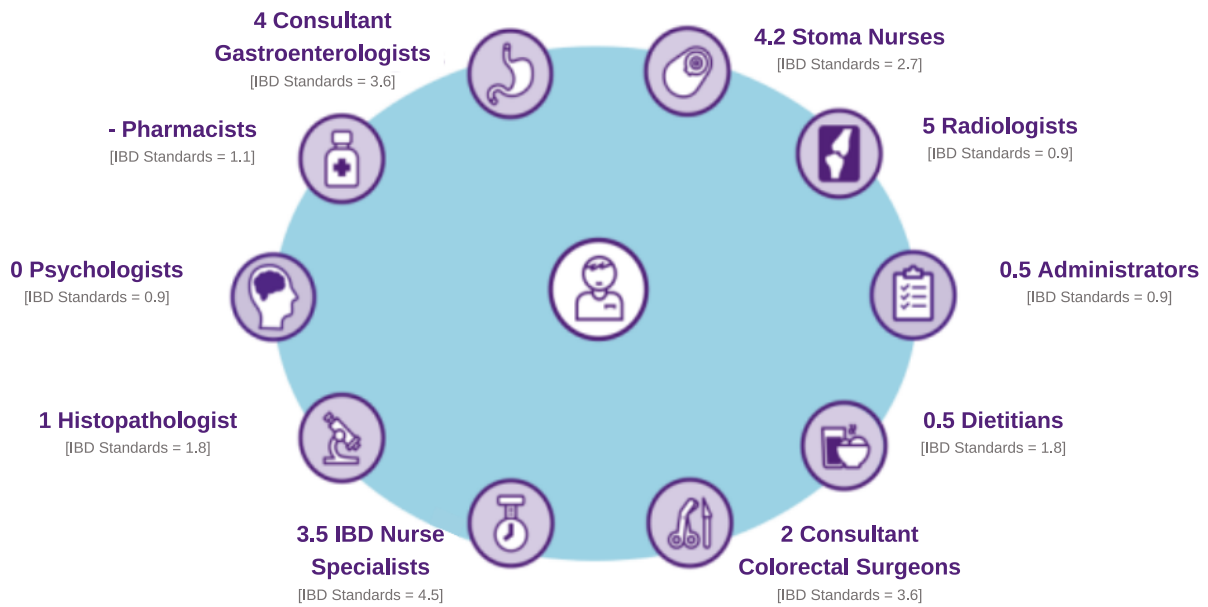 4 Consultant
Gastroenterologists
[IBD Standards = 3.6]
4.2 Stoma Nurses
[IBD Standards = 2.7]
- Pharmacists
[IBD Standards = 1.1]
5 Radiologists
[IBD Standards = 0.9]
0 Psychologists
[IBD Standards = 0.9]
0.5 Administrators
[IBD Standards = 0.9]
1 Histopathologist
[IBD Standards = 1.8]
0.5 Dietitians
[IBD Standards = 1.8]
3.5 IBD Nurse
Specialists
[IBD Standards = 4.5]
2 Consultant
Colorectal Surgeons
[IBD Standards = 3.6]